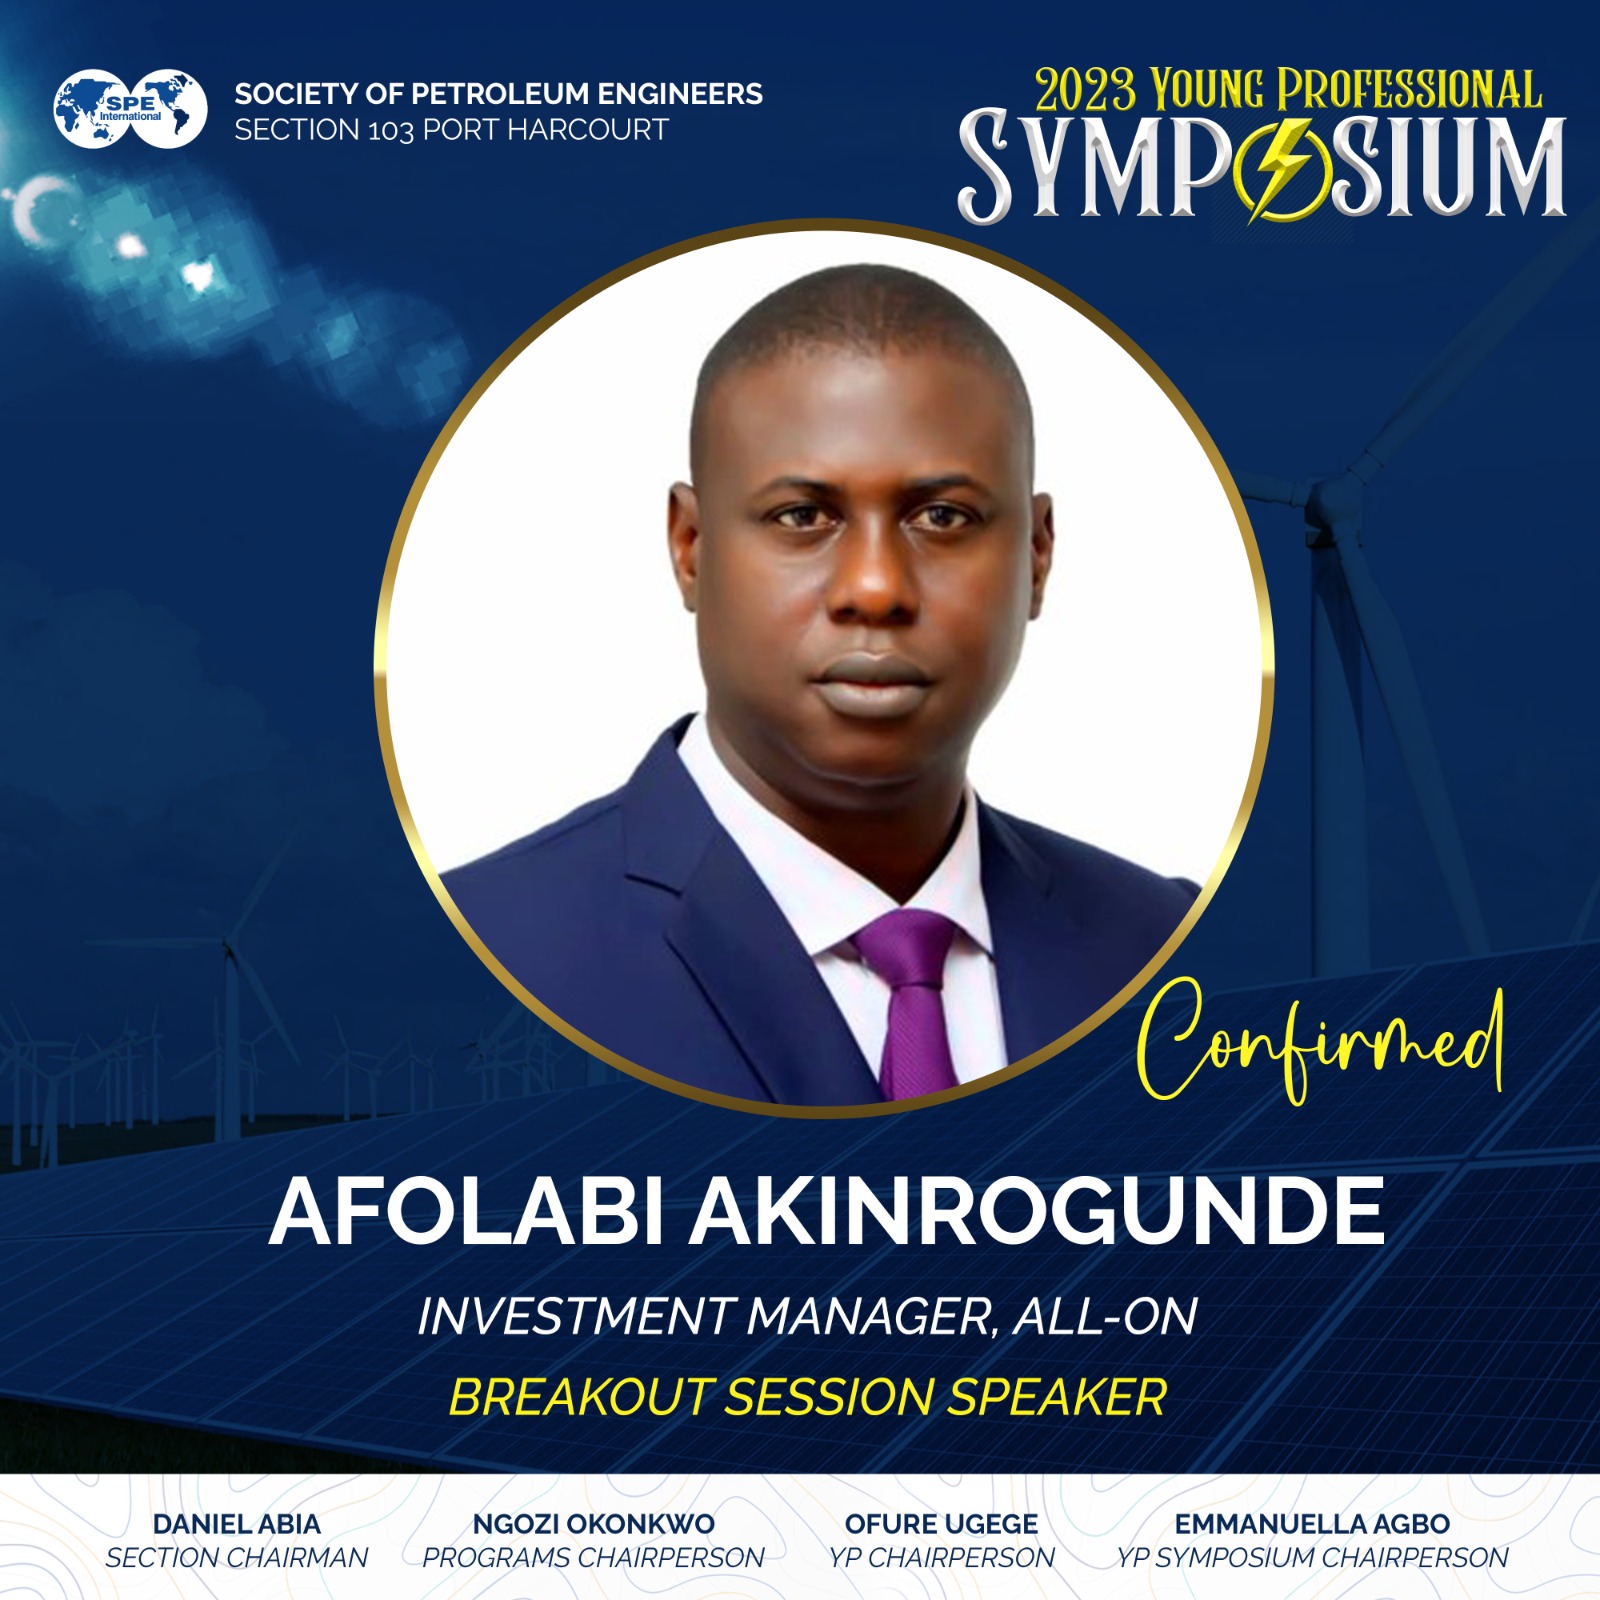 SPE
International
SOCIETY OF PETROLEUM ENGINEERS
SECTION 103 PORT HARCOURT
2023 YOUNG PROFESSIONAL
SYMPOSIUM
Confirmed
AFOLABI AKINROGUNDE
INVESTMENT MANAGER, ALL-ON
BREAKOUT SESSION SPEAKER
DANIEL ABIA
SECTION CHAIRMAN
NGOZI OKONKWO
PROGRAMS CHAIRPERSON
OFURE UGEGE
YP CHAIRPERSON
EMMANUELLA AGBO
YP SYMPOSIUM CHAIRPERSON